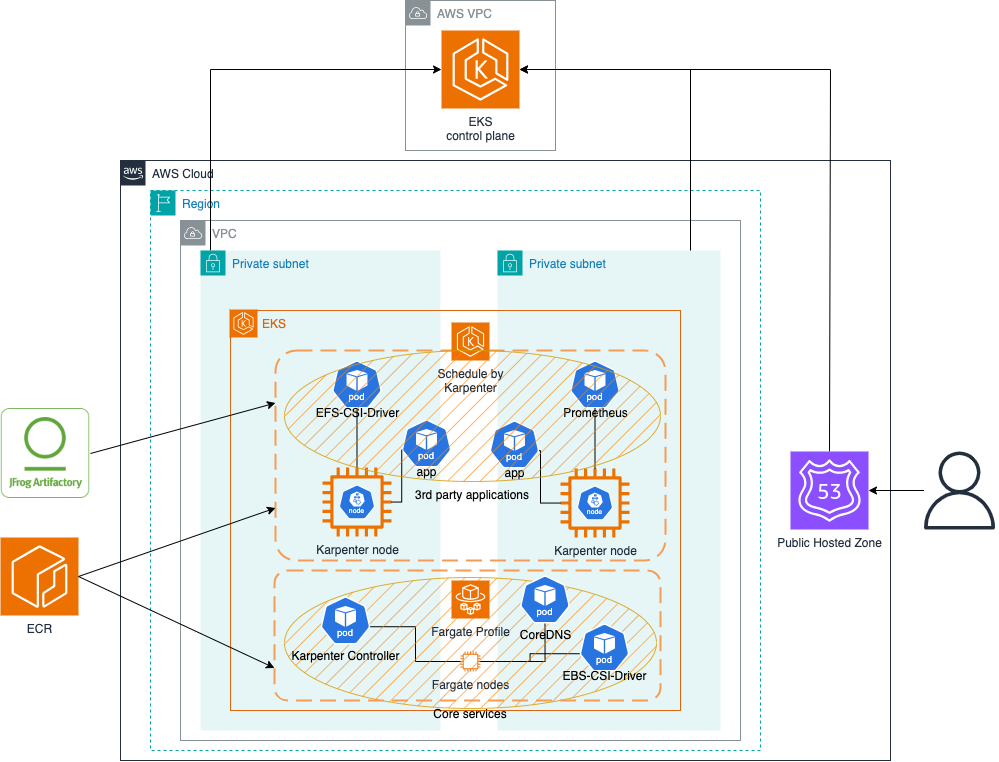 AWS VPC
EKS
control plane
aws
AWS Cloud
Region
VPC
Private subnet
Private subnet
EKS
Schedule by
Karpenter
pod
EFS-CSI-Driver
pod
Prometheus
pod
app
pod
app
3rd party applications
node
Karpenter node
node
Karpenter node
JFrog Artifactory
ECR
53
Public Hosted Zone
pod
Karpenter Controller
Fargate Profile
pod
CoreDNS
pod
EBS-CSI-Driver
Fargate nodes
Core services